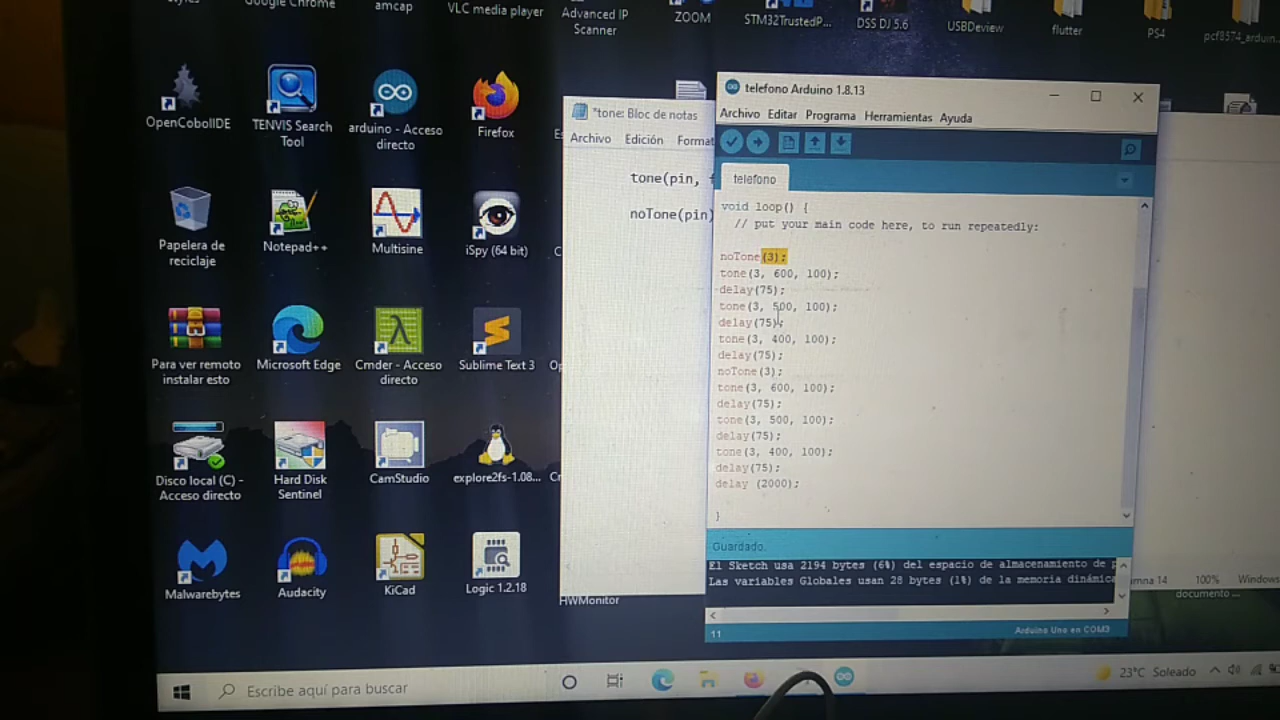 Google Chrome
amcap
VLC media player
Advanced IP
Scanner
ZOOM
STM32TrustedP...
DSS DJ 5.6
USBDeview
flutter
PS4
OpenCobolIDE
TENVIS Search
Tool
arduino - Acceso
directo
Firefox
Papelera de
reciclaje
Notepad++
Multisine
iSpy (64 bit)
Para ver remoto
instalar esto
Microsoft Edge
Cmder - Acceso
directo
Sublime Text 3
Disco local (C) -
Acceso directo
Hard Disk
Sentinel
CamStudio
explore2fs-1.08...
Malwarebytes
Audacity
KiCad
Logic 1.2.18
HWMonitor
*tone: Bloc de notas
Archivo Edición Format
tone(pin,
noTone(pin)
telefono Arduino 1.8.13
Archivo Editar Programa Herramientas Ayuda
telefono
void loop() {
// put your main code here, to run repeatedly:
noTone(3);
tone(3, 600, 100);
delay(75);
tone(3, 500, 100);
delay(75);
tone(3, 400, 100);
delay(75);
noTone(3);
tone(3, 600, 100);
delay(75);
tone(3, 500, 100);
delay(75);
tone(3, 400, 100);
delay(75);
delay (2000);
}
Guardado.
El Sketch usa 2194 bytes (6%) del espacio de almacenamiento de
Las variables Globales usan 28 bytes (1%) de la memoria dinámica
11
Arduino Uno en COM3
mna 14 100% Windows
documento ...
Escribe aquí para buscar
23°C Soleado